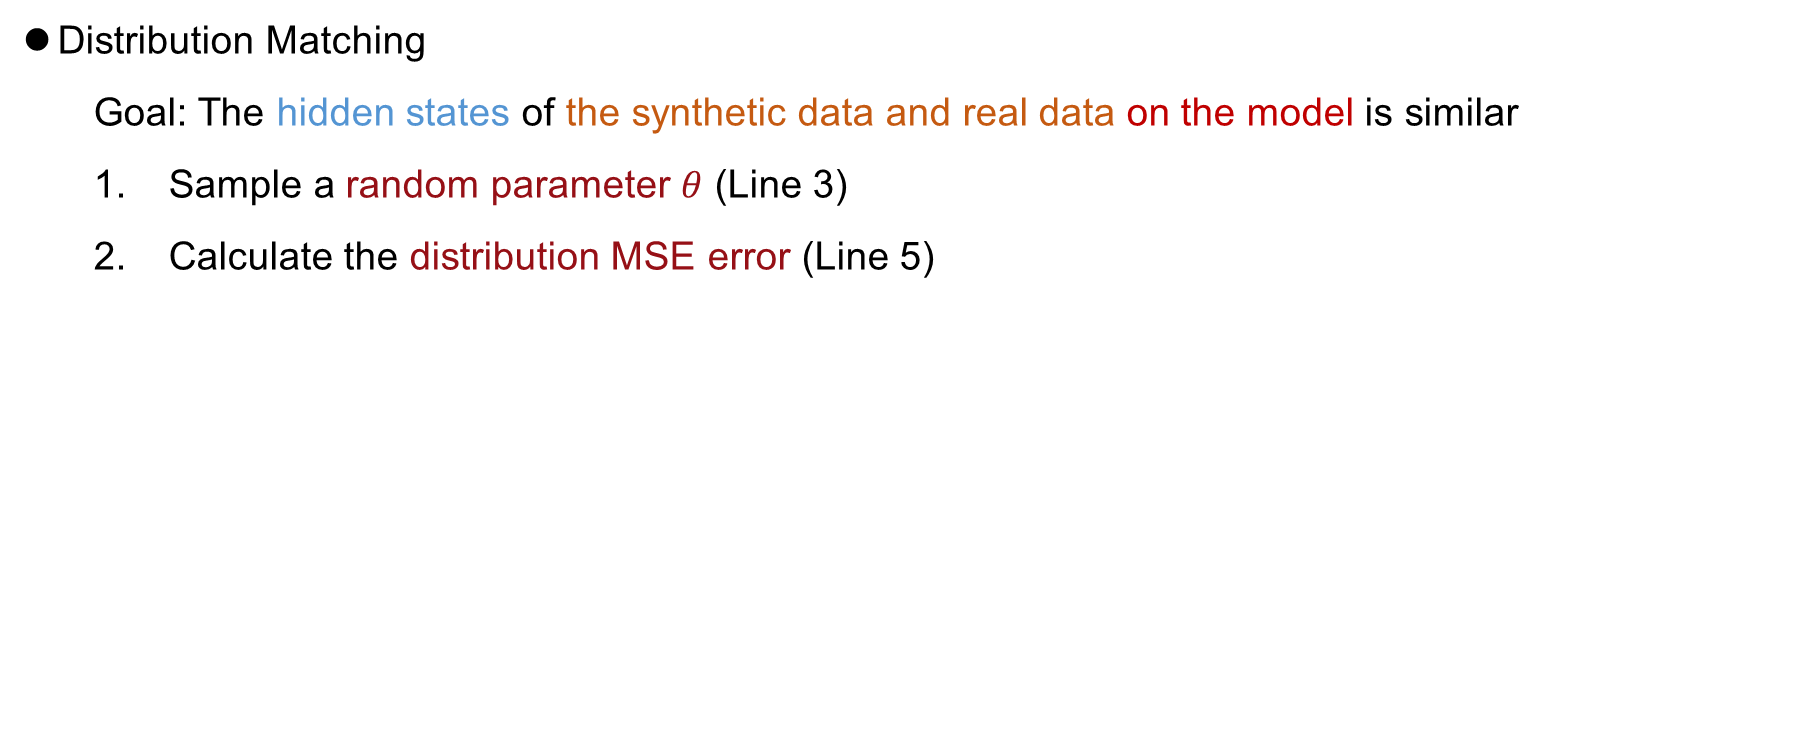 ● Distribution Matching
Goal: The hidden states of the synthetic data and real data on the model is similar
1. Sample a random parameter θ (Line 3)
2. Calculate the distribution MSE error (Line 5)